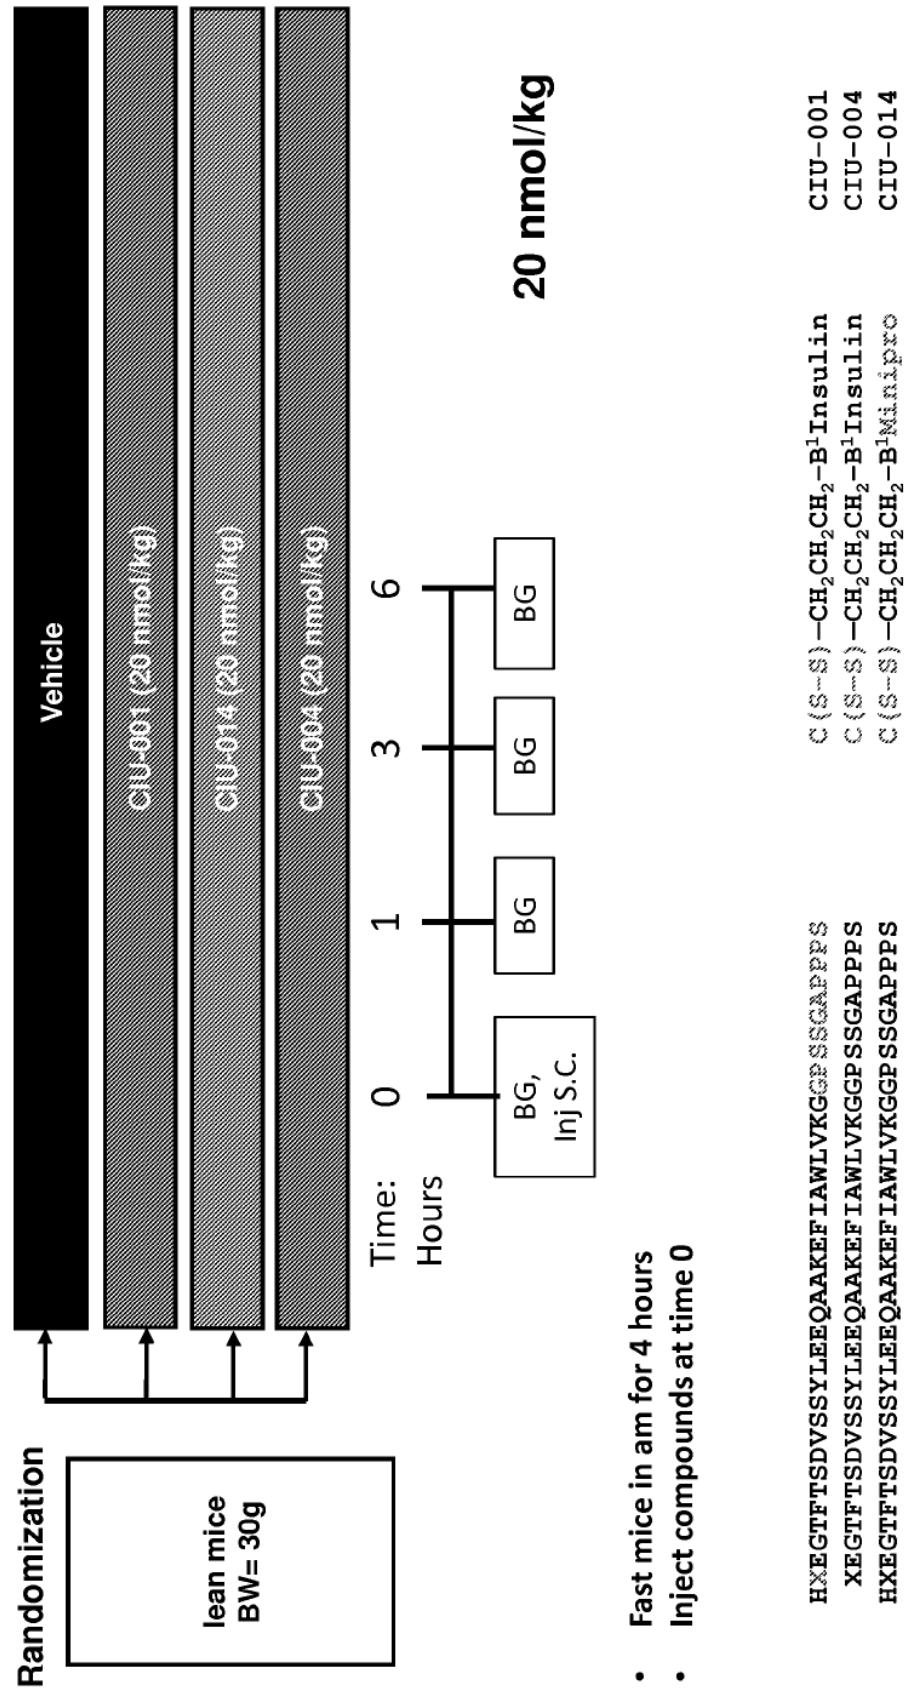 Randomization
lean mice
BW= 30g
Vehicle
CIU-001 (20 nmol/kg)
CIU-014 (20 nmol/kg)
CIU-004 (20 nmol/kg)
Time:
Hours
0
1
3
6
BG,
Inj S.C.
BG
BG
BG
20 nmol/kg
• Fast mice in am for 4 hours
• Inject compounds at time 0
HXEGTFTSDVSSYLEEQAAKEFIAWLVKGGPSSGAPPPS C(S-S)-CH₂CH₂CH₂-B¹Insulin CIU-001
XEGTFTSDVSSYLEEQAAKEFIAWLVKGGPSSGAPPPS C(S-S)-CH₂CH₂CH₂-B¹Insulin CIU-004
HXEGTFTSDVSSYLEEQAAKEFIAWLVKGGPSSGAPPPS C(S-S)-CH₂CH₂CH₂-B¹Minipro CIU-014